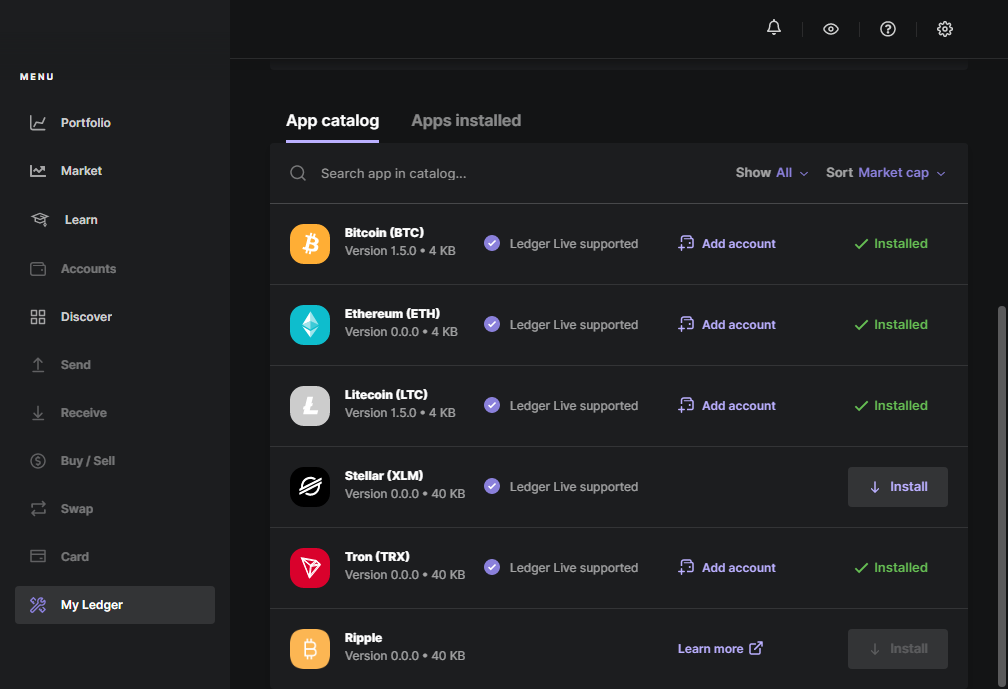 MENU
Portfolio
Market
Learn
Accounts
Discover
Send
Receive
Buy / Sell
Swap
Card
My Ledger
App catalog Apps installed
Search app in catalog... Show All Sort Market cap
Bitcoin (BTC)
Version 1.5.0 • 4 KB Ledger Live supported Add account Installed
Ethereum (ETH)
Version 0.0.0 • 4 KB Ledger Live supported Add account Installed
Litecoin (LTC)
Version 1.5.0 • 4 KB Ledger Live supported Add account Installed
Stellar (XLM)
Version 0.0.0 • 40 KB Ledger Live supported Install
Tron (TRX)
Version 0.0.0 • 40 KB Ledger Live supported Add account Installed
Ripple
Version 0.0.0 • 40 KB Learn more Install